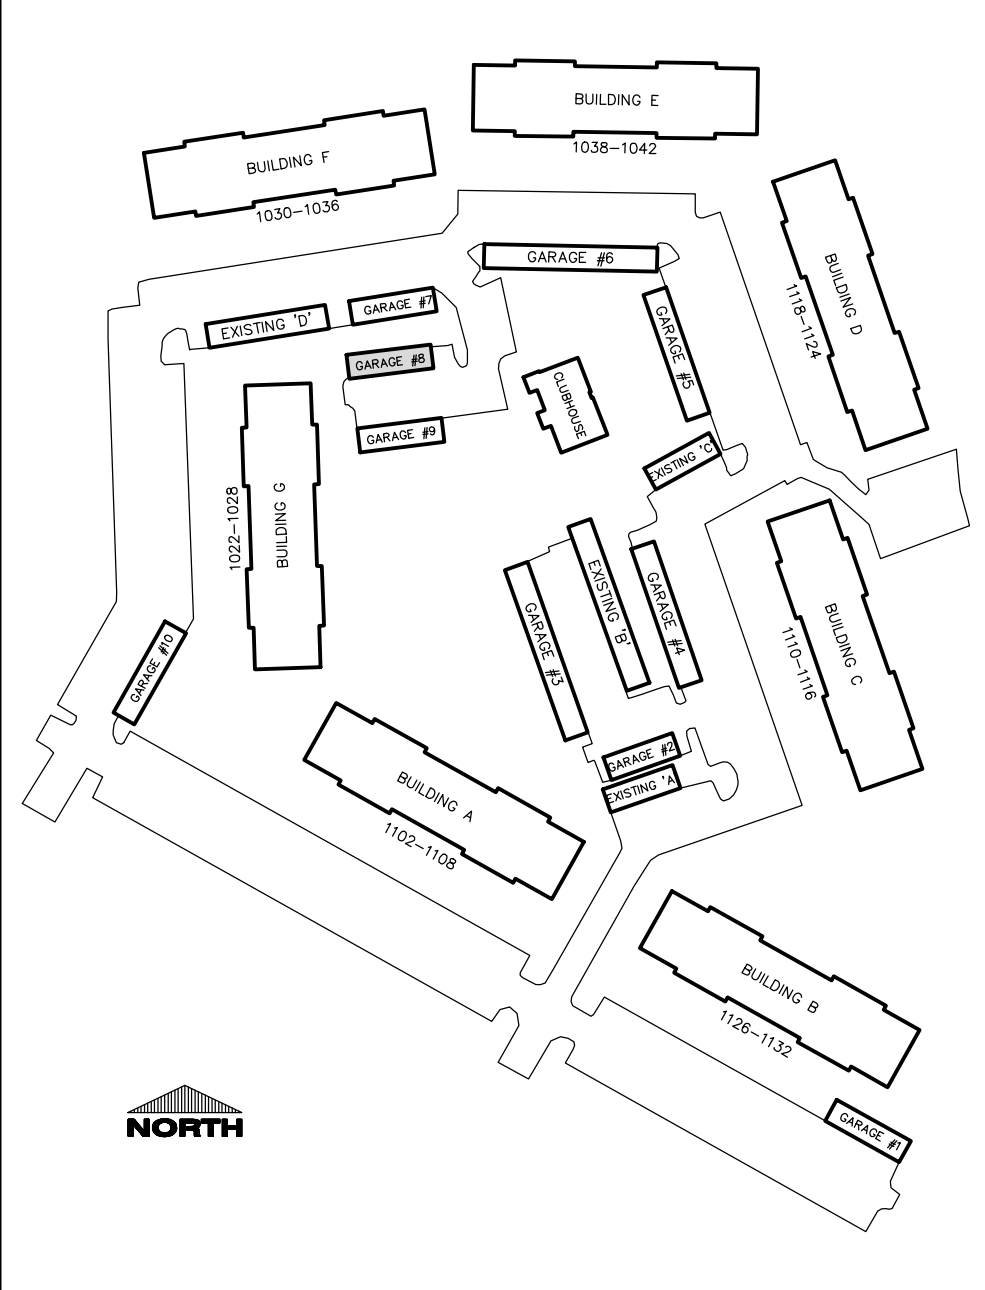 BUILDING E
1038-1042
BUILDING F
1030-1036
GARAGE #6
BUILDING D
1118-1124
GARAGE #7
EXISTING 'D'
GARAGE #5
GARAGE #8
CLUBHOUSE
GARAGE #9
EXISTING 'C'
BUILDING G
1022-1028
EXISTING 'B'
GARAGE #4
GARAGE #3
BUILDING C
1110-1116
GARAGE #10
GARAGE #2
EXISTING 'A
BUILDING A
1102-1108
BUILDING B
1126-1132
GARAGE #1
NORTH